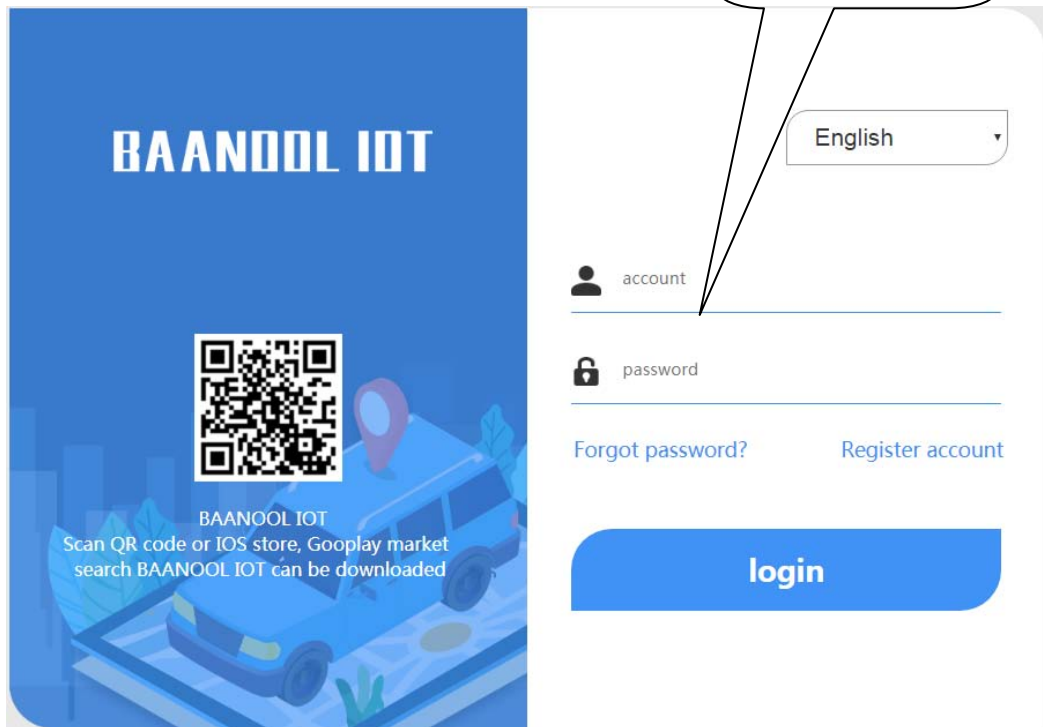 BAANOOL IOT
English
account
password
Forgot password?
Register account
login
BAANOOL IOT
Scan QR code or IOS store, Gooplay market
search BAANOOL IOT can be downloaded